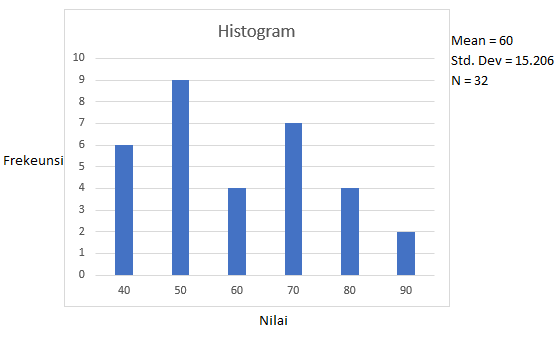 Histogram
Mean = 60
Std. Dev = 15.206
N = 32
10
9
8
7
6
5
4
3
2
1
0
Frekeunsi
40 50 60 70 80 90
Nilai